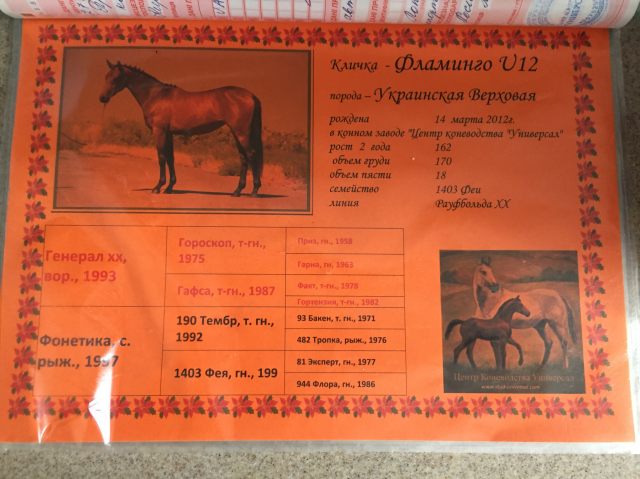 Кличка - Фламинго U12
порода – Украинская Верховая
рождена 14 марта 2012г.
в конном заводе "Центр коневодства "Универсал"
рост 2 года 162
объем груди 170
объем пясти 18
семейство 1403 Феи
линия Рауфбольда ХХ
Генерал хх,
вор., 1993
Гороскоп, т-гн.,
1975
Гафса, т-гн., 1987
Приз, гн., 1958
Гарна, гн. 1963
Факт, т-гн., 1978
Гортензия, т-гн., 1982
Фонетика, с.
рыж., 1997
190 Тембр, т. гн.,
1992
1403 Фея, гн., 199
93 Бакен, т. гн., 1971
482 Тропка, рыж., 1976
81 Эксперт, гн., 1977
944 Флора, гн., 1986
Центр Коневодства Универсал